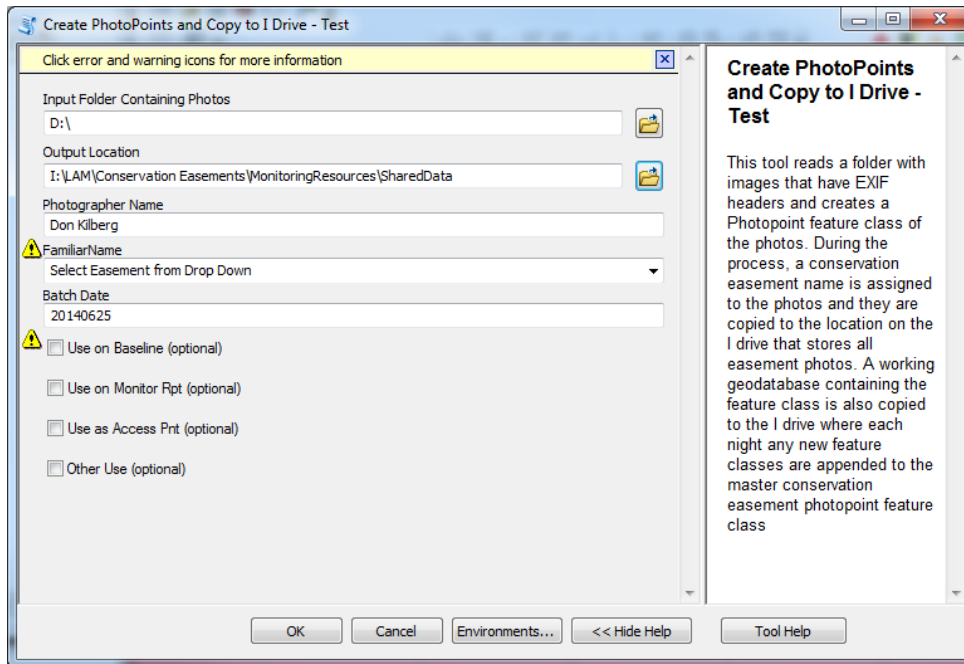 Create PhotoPoints and Copy to I Drive - Test
Click error and warning icons for more information
Input Folder Containing Photos
D:\
Output Location
I:\LAM\Conservation Easements\MonitoringResources\SharedData
Photographer Name
Don Kilberg
FamiliarName
Select Easement from Drop Down
Batch Date
20140625
Use on Baseline (optional)
Use on Monitor Rpt (optional)
Use as Access Pnt (optional)
Other Use (optional)
OK
Cancel
Environments...
<< Hide Help
Tool Help
Create PhotoPoints
and Copy to I Drive -
Test
This tool reads a folder with
images that have EXIF
headers and creates a
Photopoint feature class of
the photos. During the
process, a conservation
easement name is assigned
to the photos and they are
copied to the location on the
I drive that stores all
easement photos. A working
geodatabase containing the
feature class is also copied
to the I drive where each
night any new feature
classes are appended to the
master conservation
easement photopoint feature
class